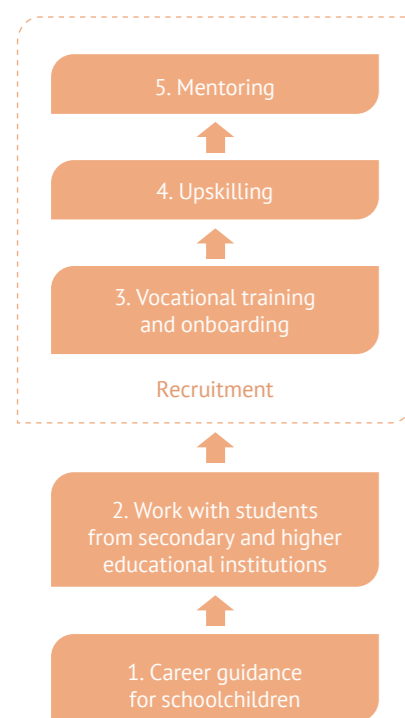 5. Mentoring
4. Upskilling
3. Vocational training
and onboarding
Recruitment
2. Work with students
from secondary and higher
educational institutions
1. Career guidance
for schoolchildren